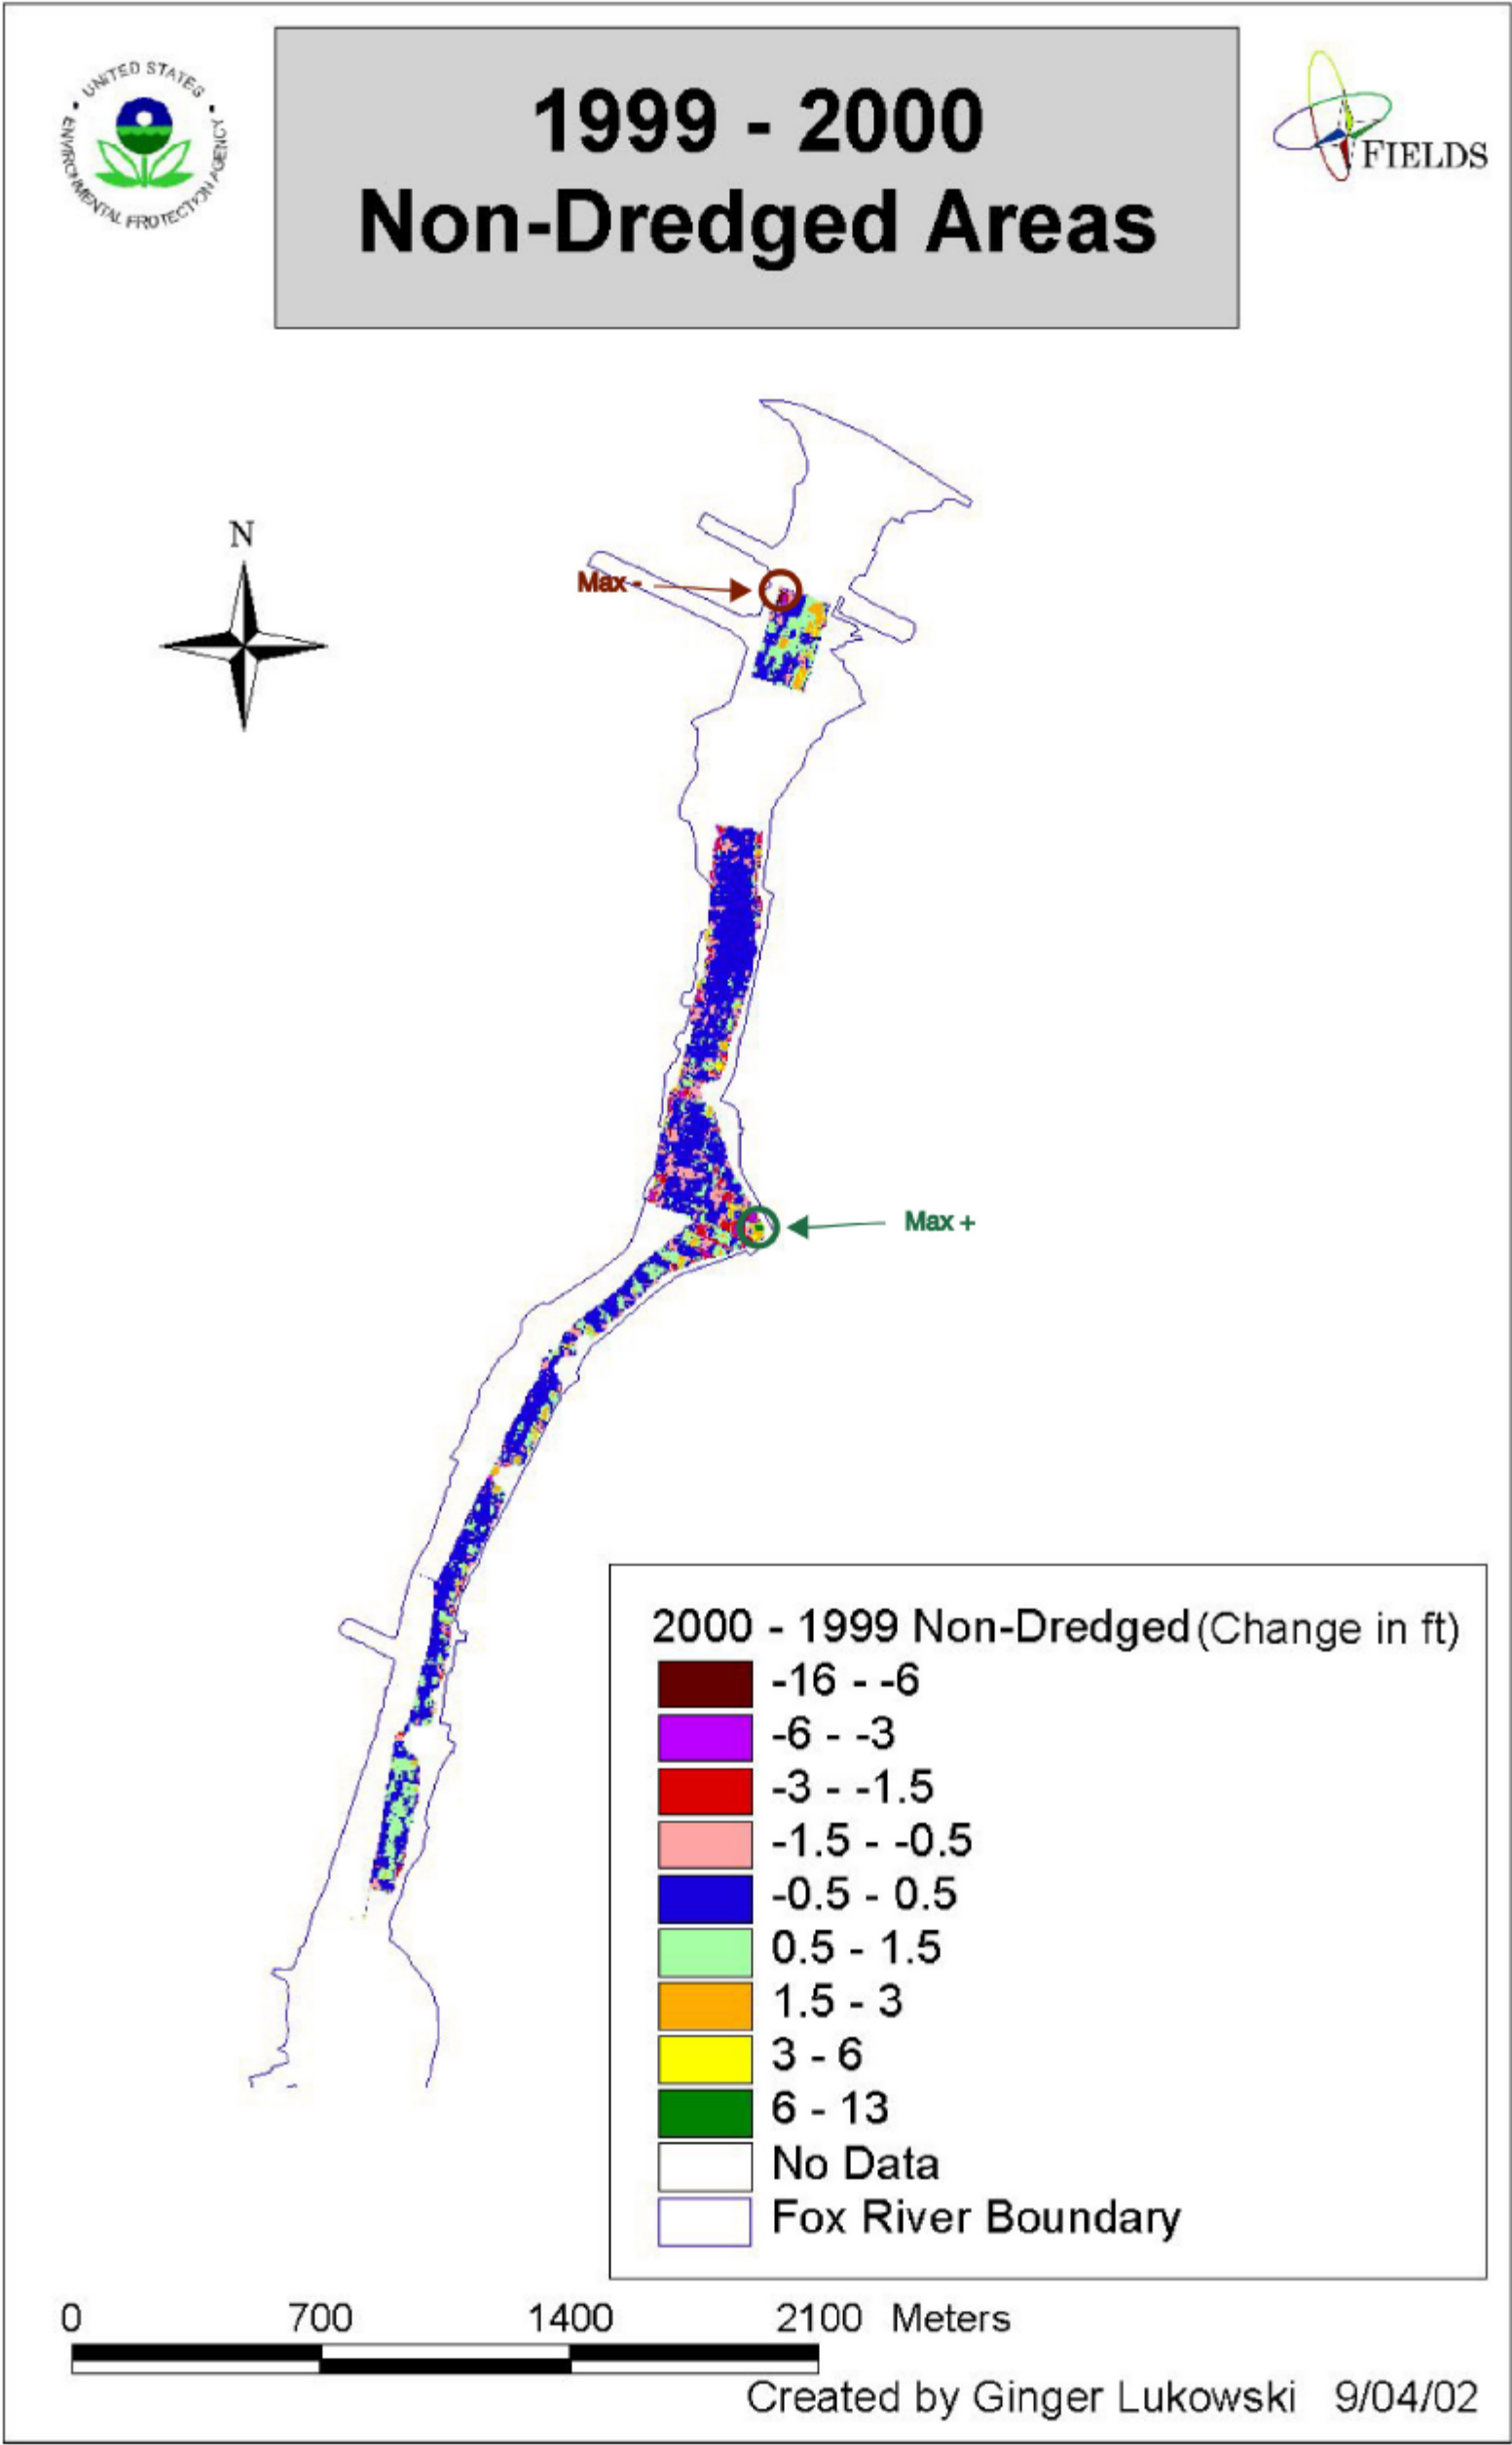 UNITED STATES
ENVIRONMENTAL PROTECTION AGENCY
1999 - 2000
Non-Dredged Areas
FIELDS
N
Max -
Max +
2000 - 1999 Non-Dredged (Change in ft)
-16 - -6
-6 - -3
-3 - -1.5
-1.5 - -0.5
-0.5 - 0.5
0.5 - 1.5
1.5 - 3
3 - 6
6 - 13
No Data
Fox River Boundary
0 700 1400 2100 Meters
Created by Ginger Lukowski 9/04/02